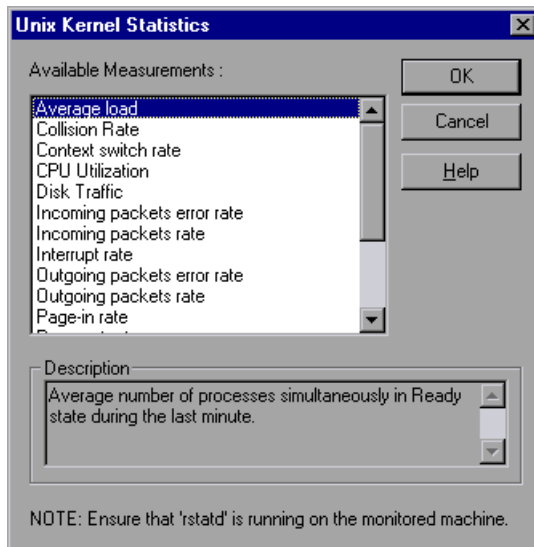 Unix Kernel Statistics
Available Measurements :
OK
Cancel
Help
Average load
Collision Rate
Context switch rate
CPU Utilization
Disk Traffic
Incoming packets error rate
Incoming packets rate
Interrupt rate
Outgoing packets error rate
Outgoing packets rate
Page-in rate
Description
Average number of processes simultaneously in Ready
state during the last minute.
NOTE: Ensure that 'rstatd' is running on the monitored machine.